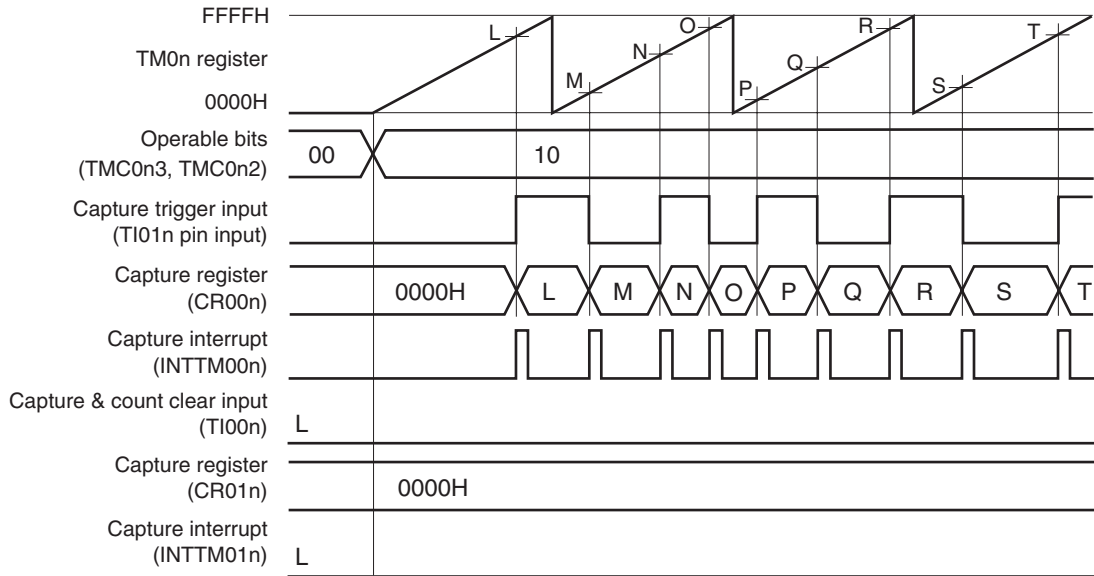 FFFFH
TM0n register
0000H
L
M
N
O
P
Q
R
S
T
Operable bits
(TMC0n3, TMC0n2)
00
10
Capture trigger input
(TI01n pin input)
Capture register
(CR00n)
0000H
L
M
N
O
P
Q
R
S
T
Capture interrupt
(INTTM00n)
Capture & count clear input
(TI00n)
L
Capture register
(CR01n)
0000H
Capture interrupt
(INTTM01n)
L